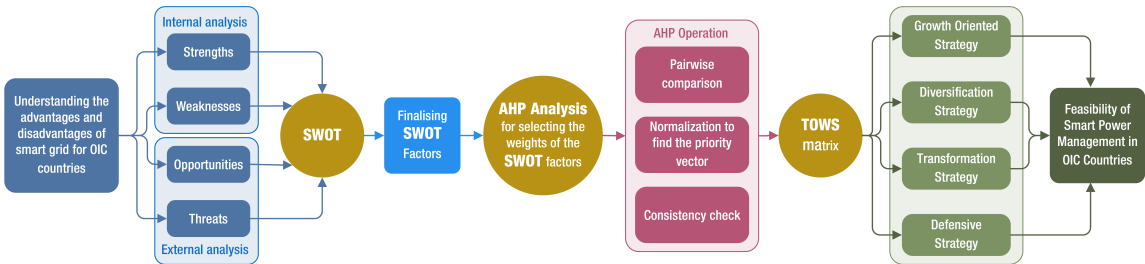 Understanding the
advantages and
disadvantages of
smart grid for OIC
countries
Internal analysis
Strengths
Weaknesses
Opportunities
Threats
External analysis
SWOT
Finalising
SWOT
Factors
AHP Analysis
for selecting the
weights of the
SWOT factors
AHP Operation
Pairwise
comparison
Normalization to
find the priority
vector
Consistency check
TOWS
matrix
Growth Oriented
Strategy
Diversification
Strategy
Transformation
Strategy
Defensive
Strategy
Feasibility of
Smart Power
Management in
OIC Countries